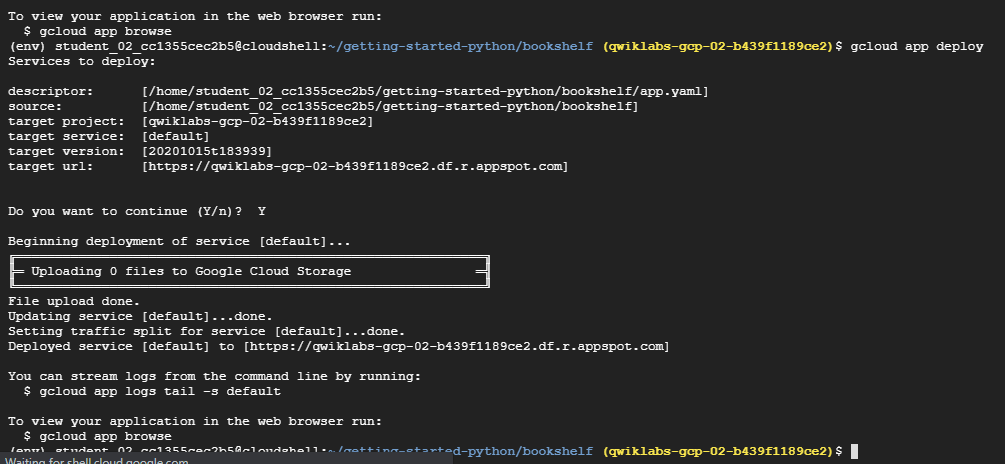 To view your application in the web browser run:
  $ gcloud app browse
(env) student_02_cc1355cec2b5@cloudshell:~/getting-started-python/bookshelf (qwiklabs-gcp-02-b439f1189ce2)$ gcloud app deploy
Services to deploy:
descriptor:      [/home/student_02_cc1355cec2b5/getting-started-python/bookshelf/app.yaml]
source:          [/home/student_02_cc1355cec2b5/getting-started-python/bookshelf]
target project:  [qwiklabs-gcp-02-b439f1189ce2]
target service:  [default]
target version:  [20201015t183939]
target url:      [https://qwiklabs-gcp-02-b439f1189ce2.df.r.appspot.com]
Do you want to continue (Y/n)?  Y
Beginning deployment of service [default]...
Uploading 0 files to Google Cloud Storage
File upload done.
Updating service [default]...done.
Setting traffic split for service [default]...done.
Deployed service [default] to [https://qwiklabs-gcp-02-b439f1189ce2.df.r.appspot.com]
You can stream logs from the command line by running:
  $ gcloud app logs tail -s default
To view your application in the web browser run:
  $ gcloud app browse
(env) student_02_cc1355cec2b5@cloudshell:~/getting-started-python/bookshelf (qwiklabs-gcp-02-b439f1189ce2)$
Waiting for shell.cloud.google.com